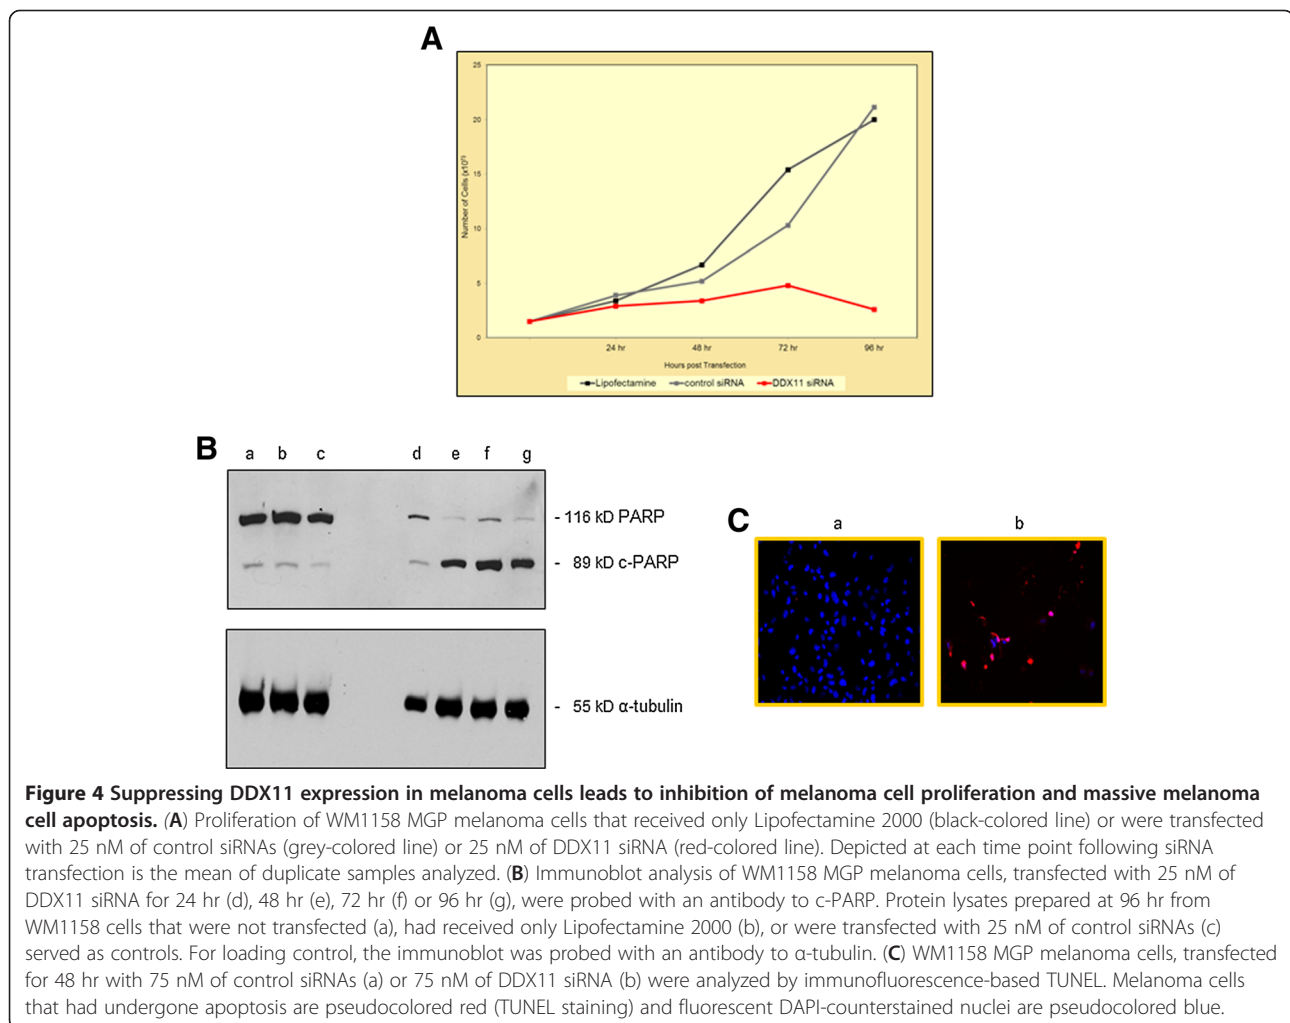 A
25
20
15
10
5
0
Number of Cells (x10⁵)
24 hr 48 hr 72 hr 96 hr
Hours post Transfection
Lipofectamine control siRNA DDX11 siRNA
B
a b c d e f g
- 116 kD PARP
- 89 kD c-PARP
- 55 kD α-tubulin
C
a b
Figure 4 Suppressing DDX11 expression in melanoma cells leads to inhibition of melanoma cell proliferation and massive melanoma
cell apoptosis. (A) Proliferation of WM1158 MGP melanoma cells that received only Lipofectamine 2000 (black-colored line) or were transfected
with 25 nM of control siRNAs (grey-colored line) or 25 nM of DDX11 siRNA (red-colored line). Depicted at each time point following siRNA
transfection is the mean of duplicate samples analyzed. (B) Immunoblot analysis of WM1158 MGP melanoma cells, transfected with 25 nM of
DDX11 siRNA for 24 hr (d), 48 hr (e), 72 hr (f) or 96 hr (g), were probed with an antibody to c-PARP. Protein lysates prepared at 96 hr from
WM1158 cells that were not transfected (a), had received only Lipofectamine 2000 (b), or were transfected with 25 nM of control siRNAs (c)
served as controls. For loading control, the immunoblot was probed with an antibody to α-tubulin. (C) WM1158 MGP melanoma cells, transfected
for 48 hr with 75 nM of control siRNAs (a) or 75 nM of DDX11 siRNA (b) were analyzed by immunofluorescence-based TUNEL. Melanoma cells
that had undergone apoptosis are pseudocolored red (TUNEL staining) and fluorescent DAPI-counterstained nuclei are pseudocolored blue.